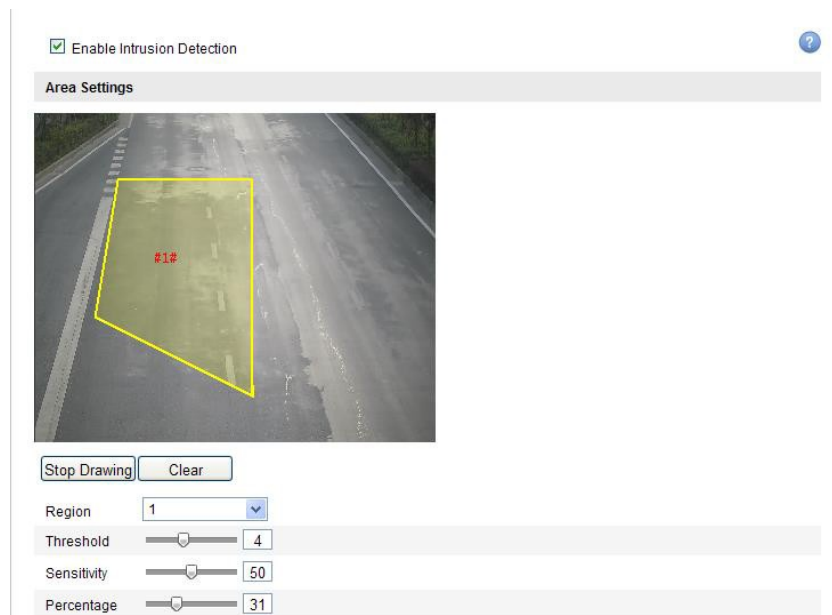 Enable Intrusion Detection
?
Area Settings
#1#
Stop Drawing Clear
Region 1
Threshold 4
Sensitivity 50
Percentage 31